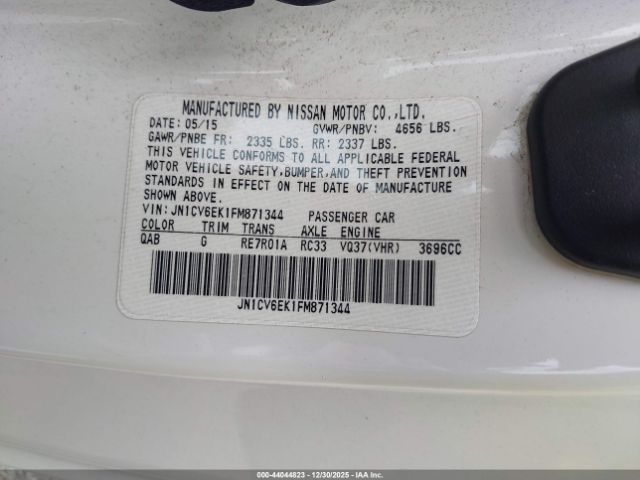 MANUFACTURED BY NISSAN MOTOR CO.,LTD.
DATE: 05/15 GVWR/PNBV: 4656 LBS.
GAWR/PNBE FR: 2335 LBS. RR: 2337 LBS.
THIS VEHICLE CONFORMS TO ALL APPLICABLE FEDERAL
MOTOR VEHICLE SAFETY,BUMPER,AND THEFT PREVENTION
STANDARDS IN EFFECT ON THE DATE OF MANUFACTURE
SHOWN ABOVE.
VIN: JN1CV6EK1FM871344 PASSENGER CAR
COLOR TRIM TRANS AXLE ENGINE
QAB G RE7R01A RC33 VQ37(VHR) 3696CC
JN1CV6EK1FM871344
000-44044823 - 12/30/2025 - IAAI.COM